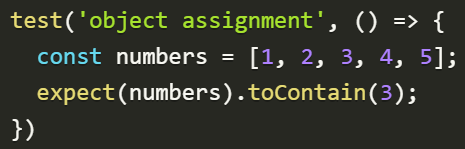 test('object assignment', () => {
  const numbers = [1, 2, 3, 4, 5];
  expect(numbers).toContain(3);
})